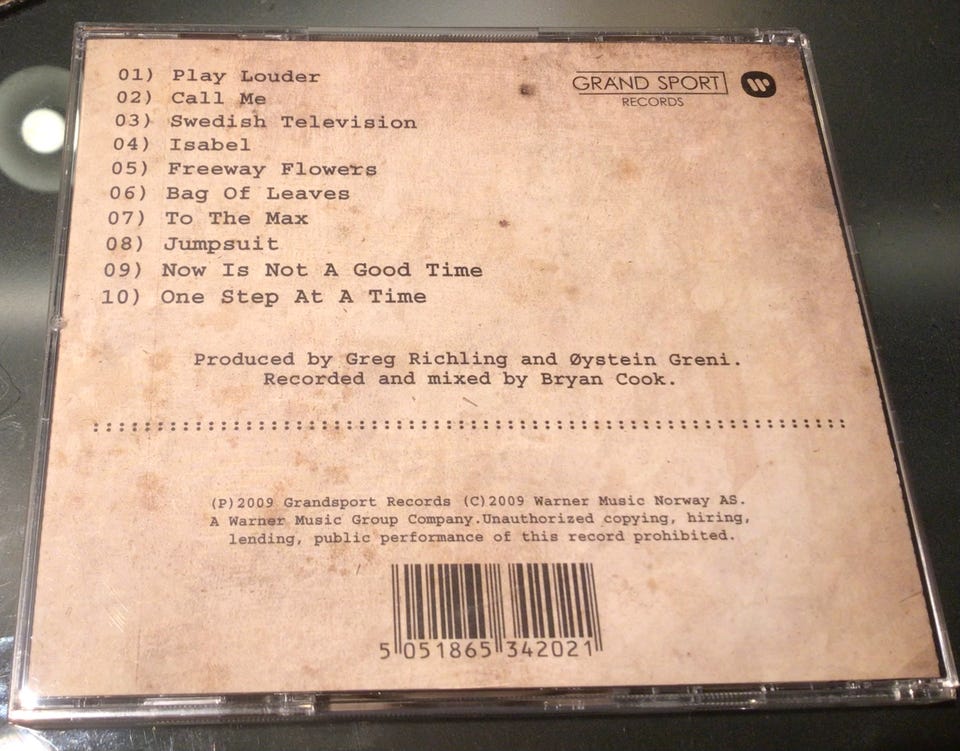 01) Play Louder
02) Call Me
03) Swedish Television
04) Isabel
05) Freeway Flowers
06) Bag Of Leaves
07) To The Max
08) Jumpsuit
09) Now Is Not A Good Time
10) One Step At A Time
GRAND SPORT
RECORDS
Produced by Greg Richling and Øystein Greni.
Recorded and mixed by Bryan Cook.
(P)2009 Grandsport Records (C)2009 Warner Music Norway AS.
A Warner Music Group Company.Unauthorized copying, hiring,
lending, public performance of this record prohibited.
5 051865 342021